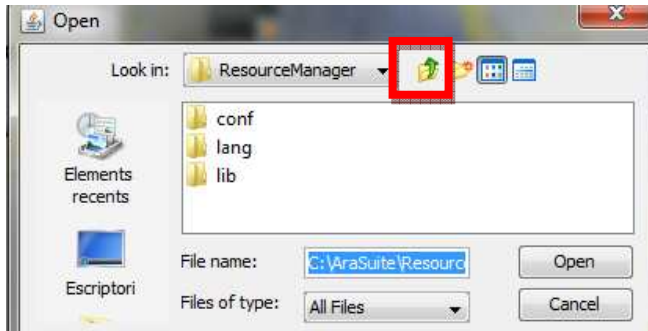 Open
Look in: ResourceManager
conf
lang
lib
Elements
recents
Escriptori
File name: C:\AraSuite\Resourc
Open
Files of type: All Files
Cancel